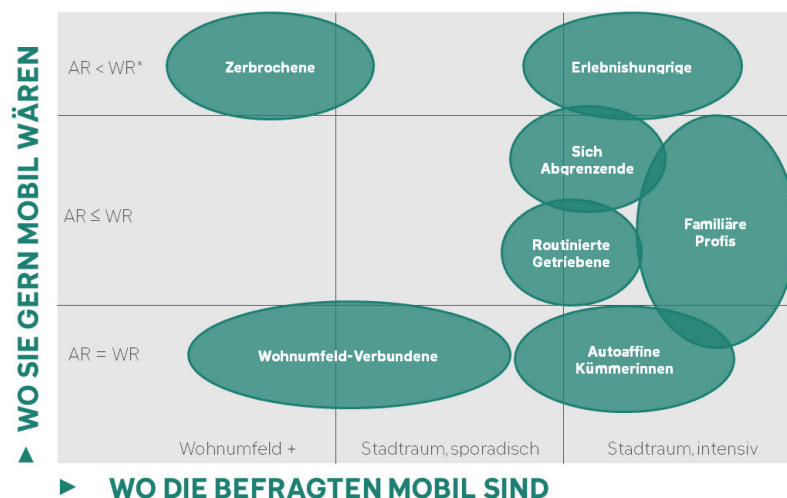 WO SIE GERN MOBIL WÄREN
AR < WR*
Zerbrochene
Erlebnishungrige
AR ≤ WR
Sich
Abgrenzende
Routinierte
Getriebene
Familiäre
Profis
AR = WR
Wohnumfeld-Verbundene
Autoaffine
Kümmerinnen
Wohnumfeld +
Stadtraum, sporadisch
Stadtraum, intensiv
WO DIE BEFRAGTEN MOBIL SIND